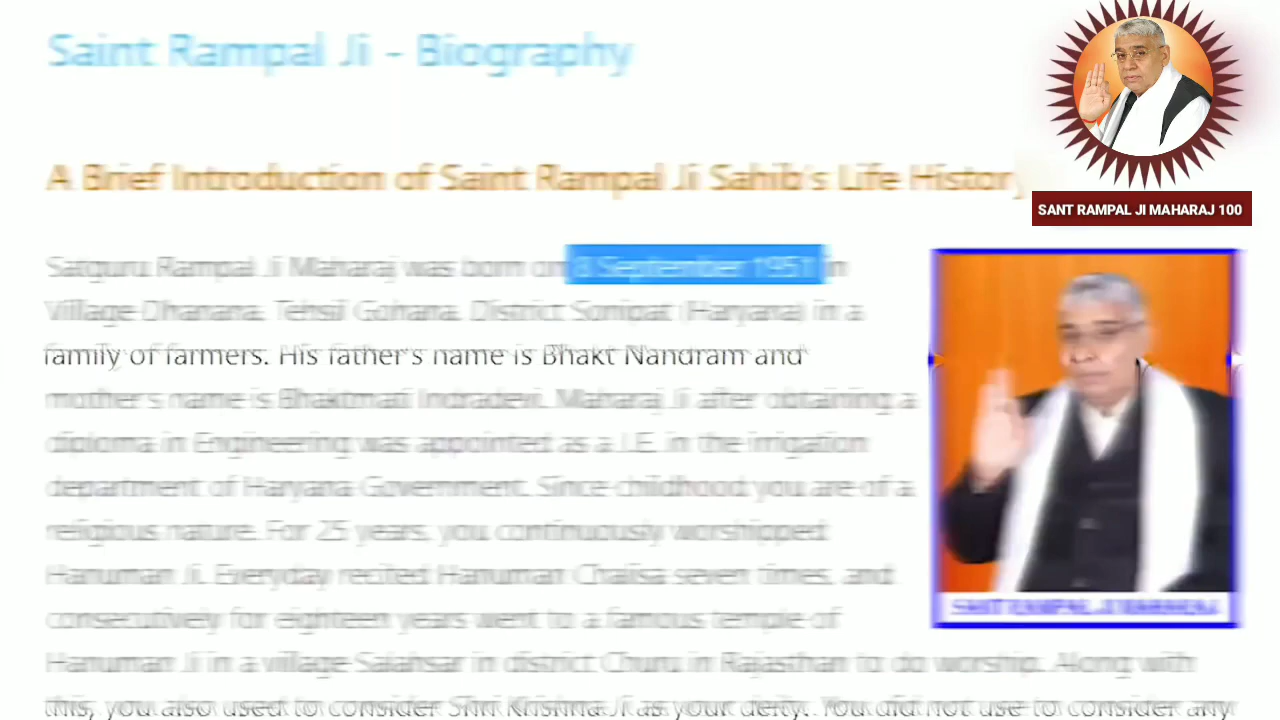 Saint Rampal Ji - Biography
A Brief Introduction of Saint Rampal Ji Sahib's Life History
SANT RAMPAL JI MAHARAJ 100
Satguru Rampal Ji Maharaj was born on 8 September 1951 in
Village Dhanana, Tehsil Gohana, District Sonipat (Haryana) in a
family of farmers. His father's name is Bhakt Nandram and
mother's name is Bhaktmati Indradevi. Maharaj Ji after obtaining a
diploma in Engineering was appointed as a J.E. in the irrigation
department of Haryana Government. Since childhood you are of a
religious nature. For 25 years, you continuously worshipped
Hanuman Ji. Everyday recited Hanuman Chalisa seven times, and
consecutively for eighteen years went to a famous temple of
Hanuman Ji in a village Salahsar in district Churu in Rajasthan to do worship. Along with
this, you also used to consider Shri Krishna Ji as your deity. You did not use to consider any
SANT RAMPAL JI MAHARAJ